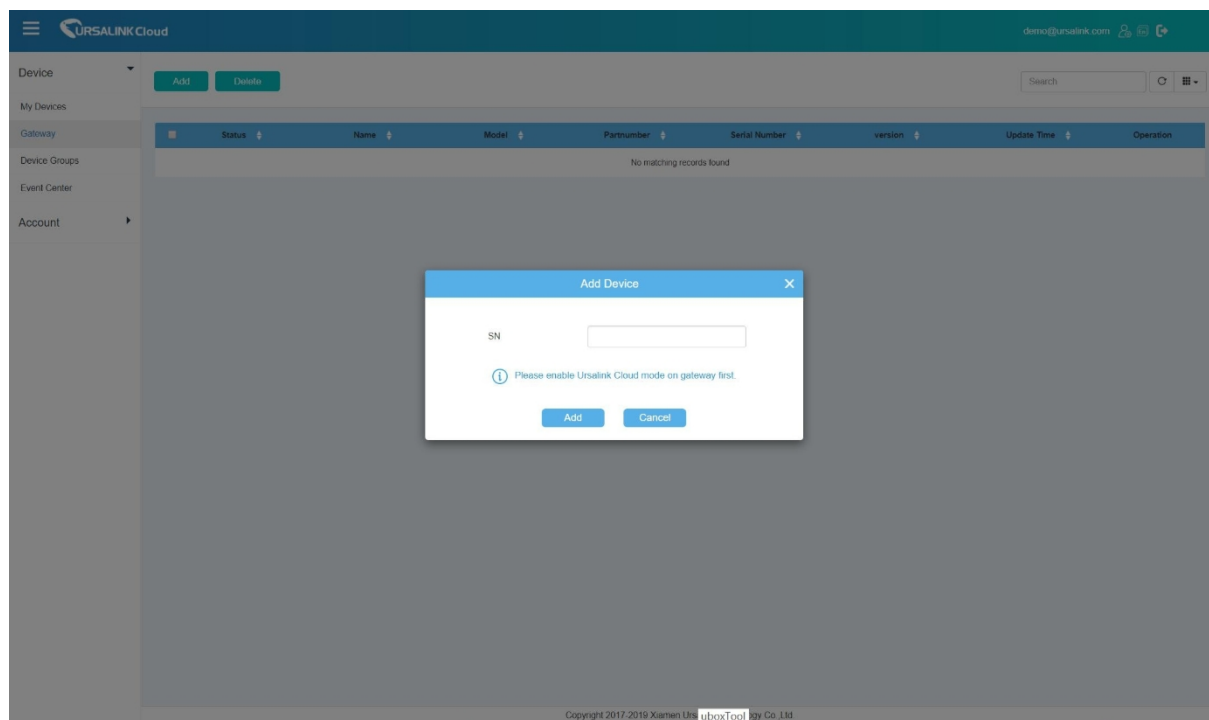 URSALINK Cloud
demo@ursalink.com
Device
Add Delete
Search
My Devices
Gateway
Status Name Model Partnumber Serial Number version Update Time Operation
Device Groups
No matching records found
Event Center
Account
Add Device
SN
Please enable Ursalink Cloud mode on gateway first.
Add Cancel
Copyright 2017-2019 Xiamen Urs uboxTool gy Co.,Ltd